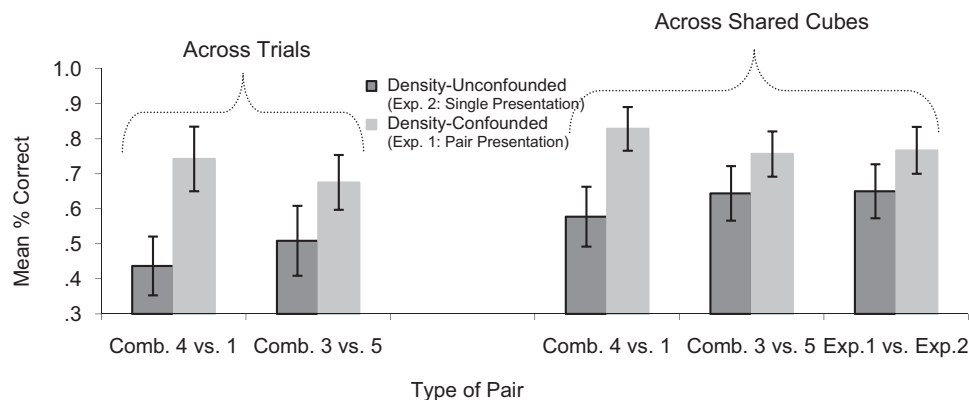 Across Trials
Across Shared Cubes
Density-Unconfounded
(Exp. 2: Single Presentation)
Density-Confounded
(Exp. 1: Pair Presentation)
Mean % Correct
1.0
.9
.8
.7
.6
.5
.4
.3
Comb. 4 vs. 1
Comb. 3 vs. 5
Comb. 4 vs. 1
Comb. 3 vs. 5
Exp.1 vs. Exp.2
Type of Pair